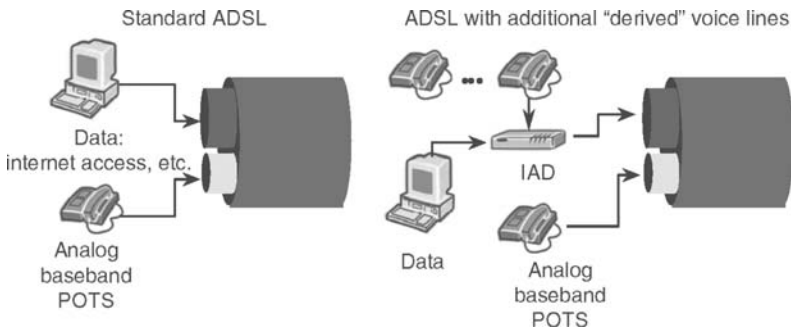 Standard ADSL
Data:
internet access, etc.
Analog
baseband
POTS
ADSL with additional “derived” voice lines
IAD
Data
Analog
baseband
POTS